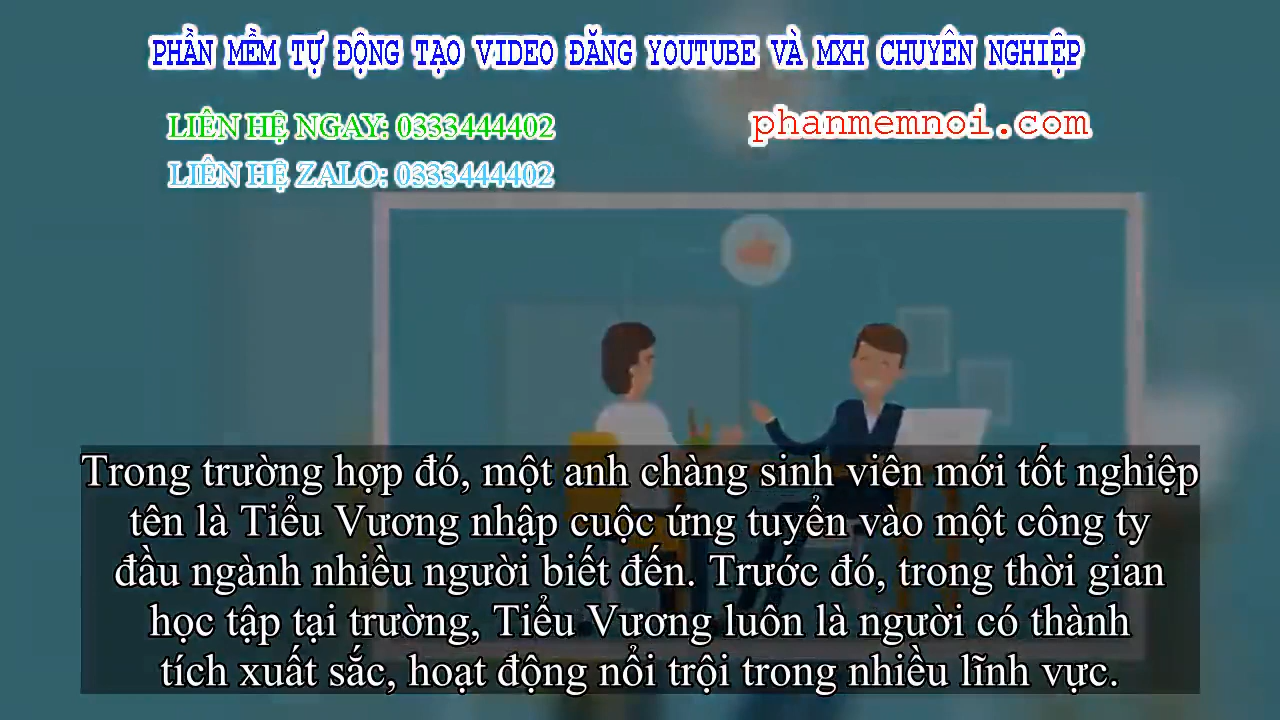 PHẦN MỀM TỰ ĐỘNG TẠO VIDEO ĐĂNG YOUTUBE VÀ MXH CHUYÊN NGHIỆP
LIÊN HỆ NGAY: 0333444402
phanmemnoi.com
LIÊN HỆ ZALO: 0333444402
Trong trường hợp đó, một anh chàng sinh viên mới tốt nghiệp
tên là Tiểu Vương nhập cuộc ứng tuyển vào một công ty
đầu ngành nhiều người biết đến. Trước đó, trong thời gian
học tập tại trường, Tiểu Vương luôn là người có thành
tích xuất sắc, hoạt động nổi trội trong nhiều lĩnh vực.